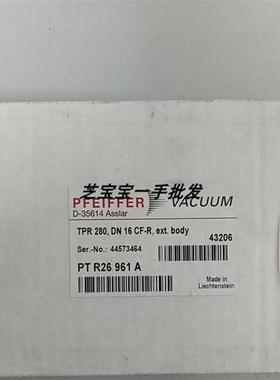 芝宝宝一手批发
PFEIFFER VACUUM
D-35614 Asslar
TPR 280, DN 16 CF-R, ext. body
43206
Ser.-No.: 44573464
PT R26 961 A
Made in
Liechtenstein